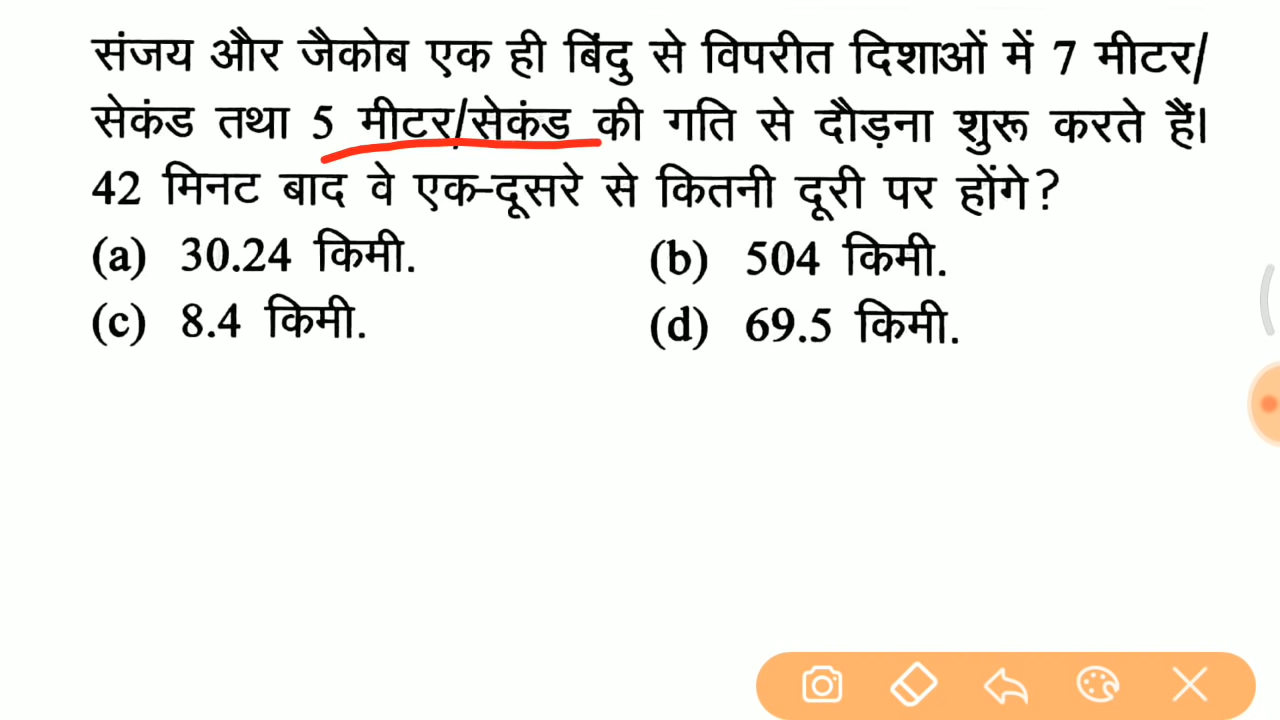 संजय और जैकोब एक ही बिंदु से विपरीत दिशाओं में 7 मीटर/
सेकंड तथा 5 मीटर/सेकंड की गति से दौड़ना शुरू करते हैं।
42 मिनट बाद वे एक-दूसरे से कितनी दूरी पर होंगे?
(a) 30.24 किमी. (b) 504 किमी.
(c) 8.4 किमी. (d) 69.5 किमी.